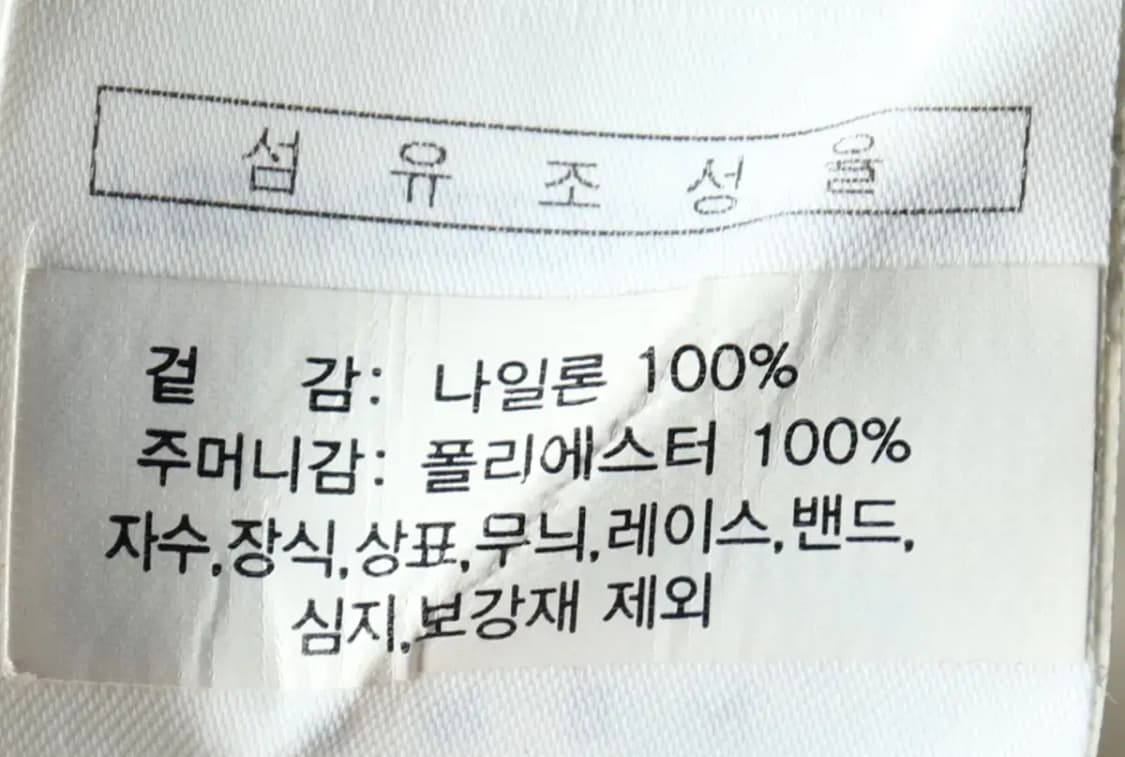 섬 유 조 성 율
겉 감: 나일론 100%
주머니감: 폴리에스터 100%
자수,장식,상표,무늬,레이스,밴드,
심지,보강재 제외